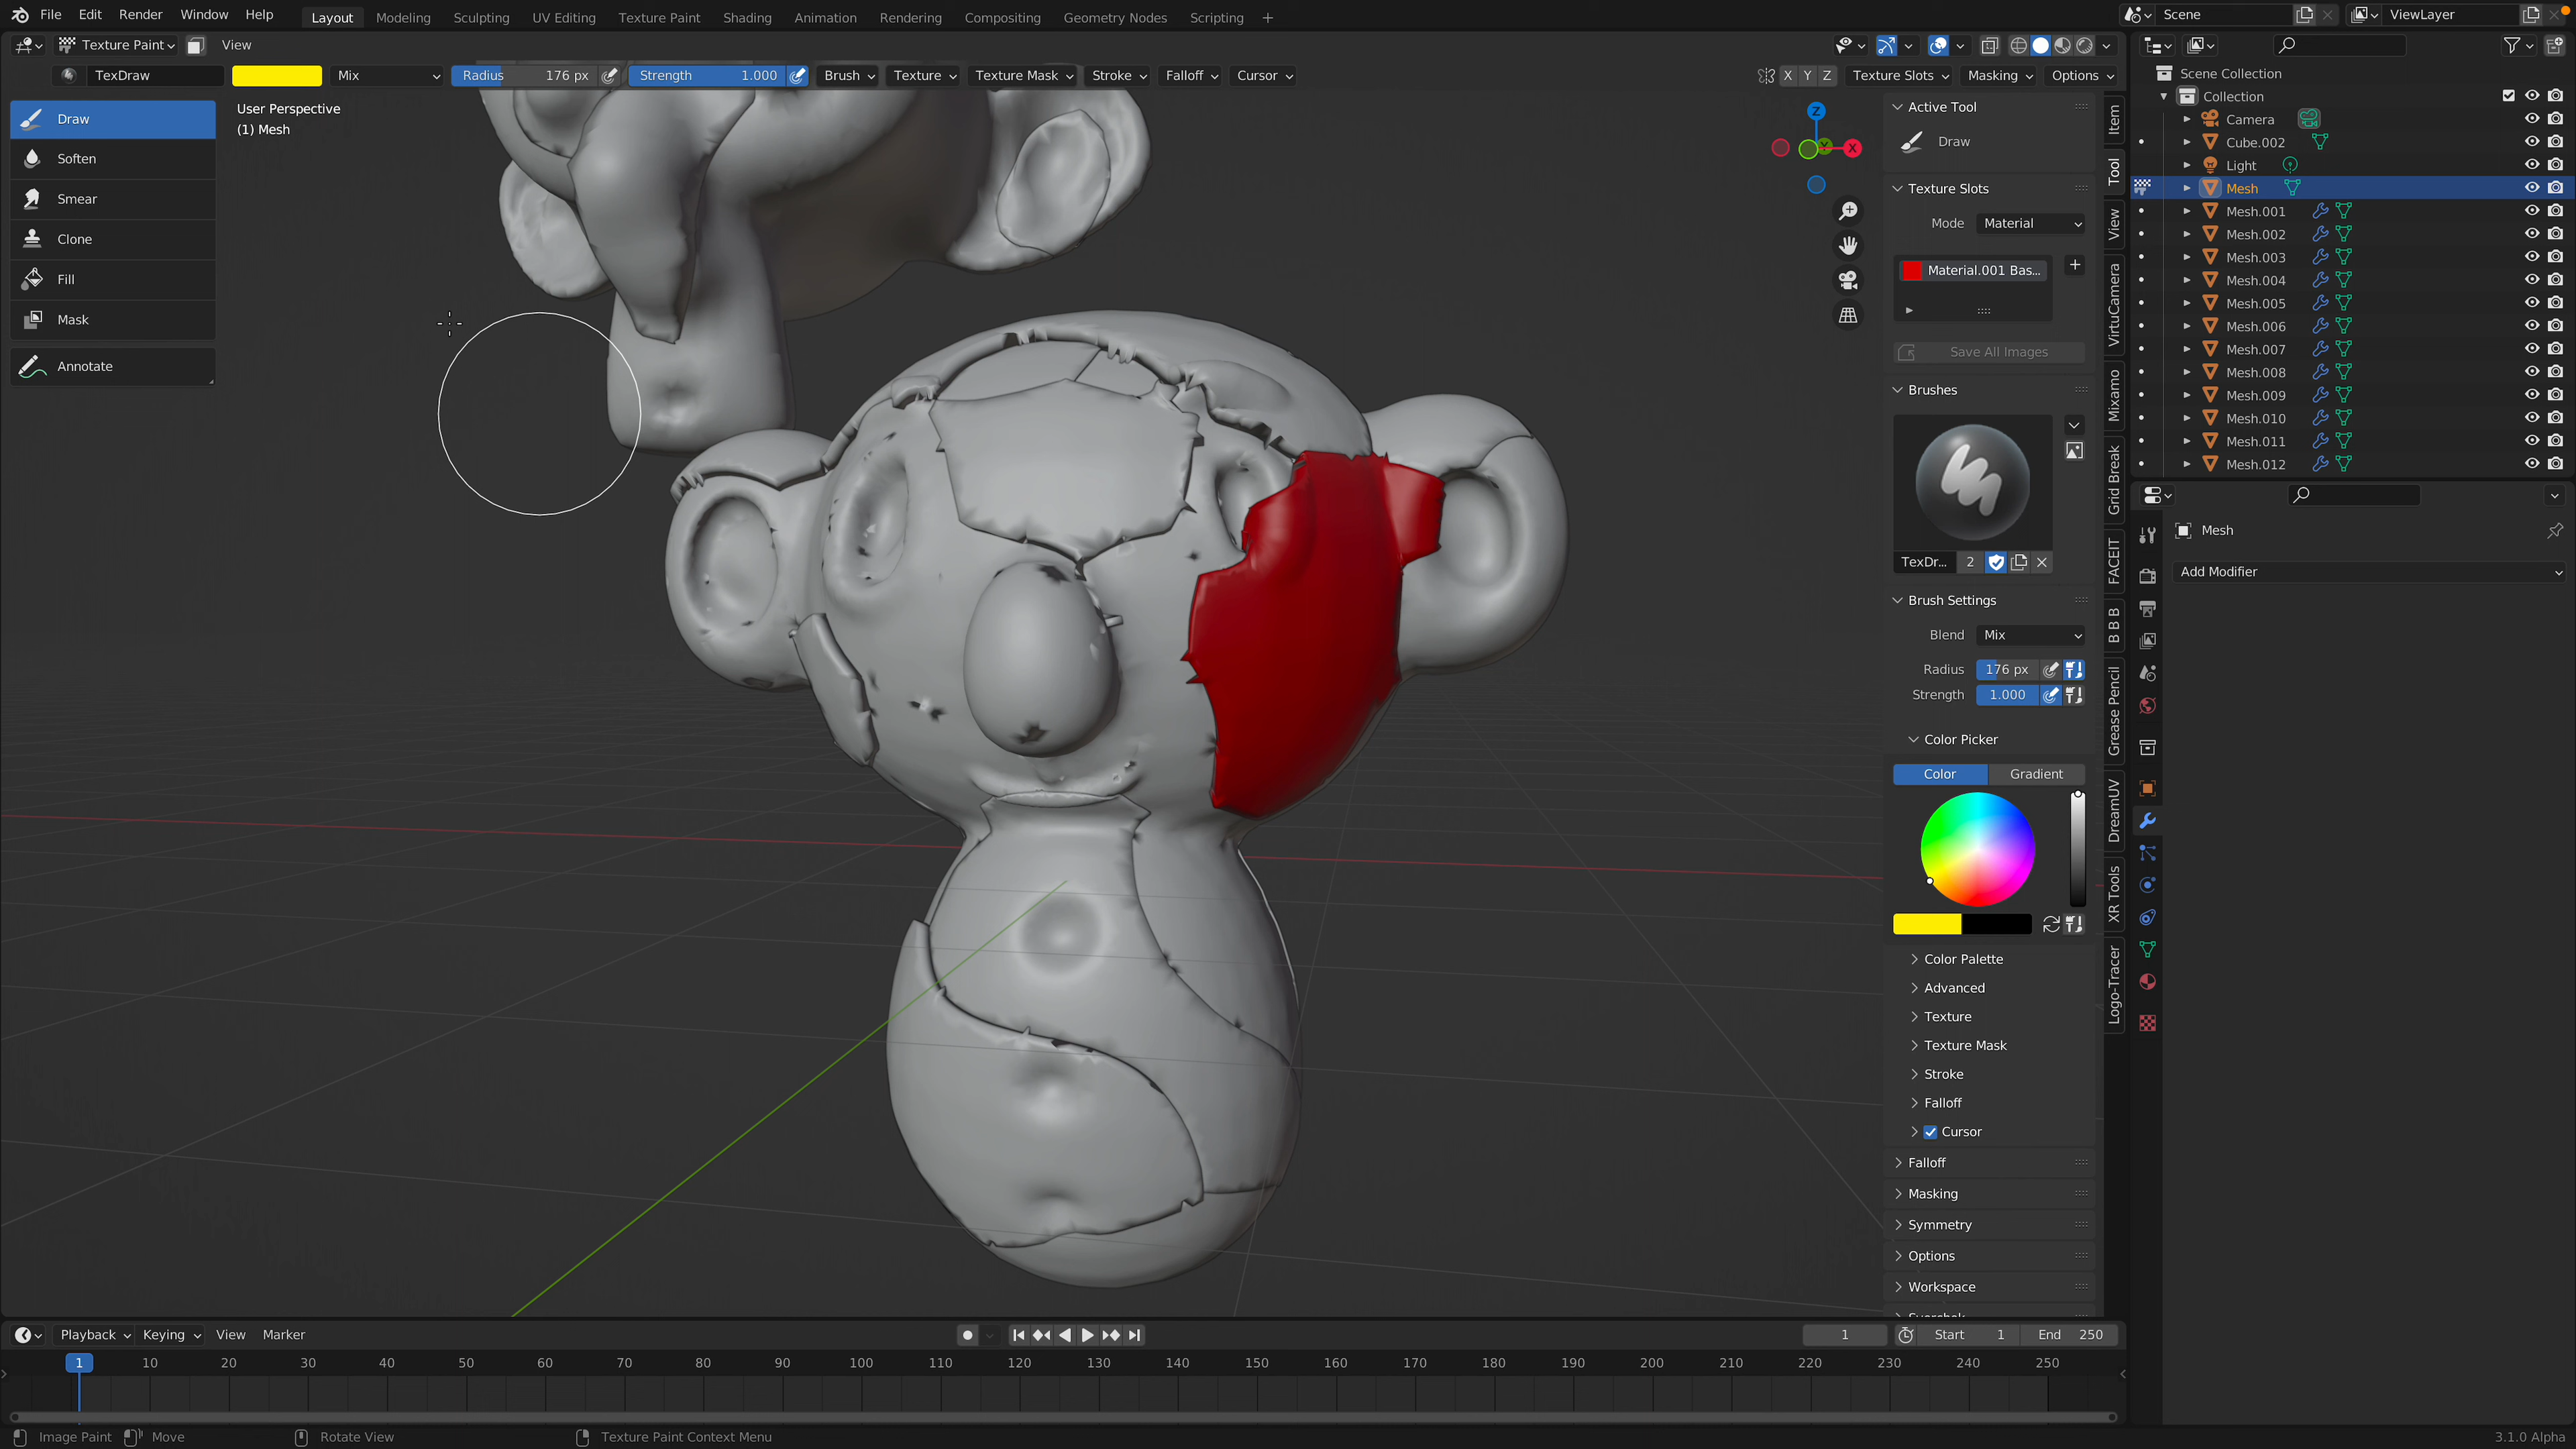 File Edit Render Window Help Layout Modeling Sculpting UV Editing Texture Paint Shading Animation Rendering Compositing Geometry Nodes Scripting + Scene ViewLayer
Texture Paint View
TexDraw Mix Radius 176 px Strength 1.000 Brush Texture Texture Mask Stroke Falloff Cursor X Y Z Texture Slots Masking Options
Draw
Soften
Smear
Clone
Fill
Mask
Annotate
User Perspective
(1) Mesh
Z
Y
X
Active Tool
Draw
Texture Slots
Mode Material
Material.001 Bas...
Save All Images
Brushes
TexDr... 2
Brush Settings
Blend Mix
Radius 176 px
Strength 1.000
Color Picker
Color Gradient
Color Palette
Advanced
Texture
Texture Mask
Stroke
Falloff
Cursor
Falloff
Masking
Symmetry
Options
Workspace
Item
Tool
View
VirtuCamera
Mixamo
Grid Break
FACEIT
B B B
Grease Pencil
DreamUV
XR Tools
Logo-Tracer
Scene Collection
Collection
Camera
Cube.002
Light
Mesh
Mesh.001
Mesh.002
Mesh.003
Mesh.004
Mesh.005
Mesh.006
Mesh.007
Mesh.008
Mesh.009
Mesh.010
Mesh.011
Mesh.012
Mesh
Add Modifier
Playback Keying View Marker 1 Start 1 End 250
1 10 20 30 40 50 60 70 80 90 100 110 120 130 140 150 160 170 180 190 200 210 220 230 240 250
Image Paint Move Rotate View Texture Paint Context Menu 3.1.0 Alpha